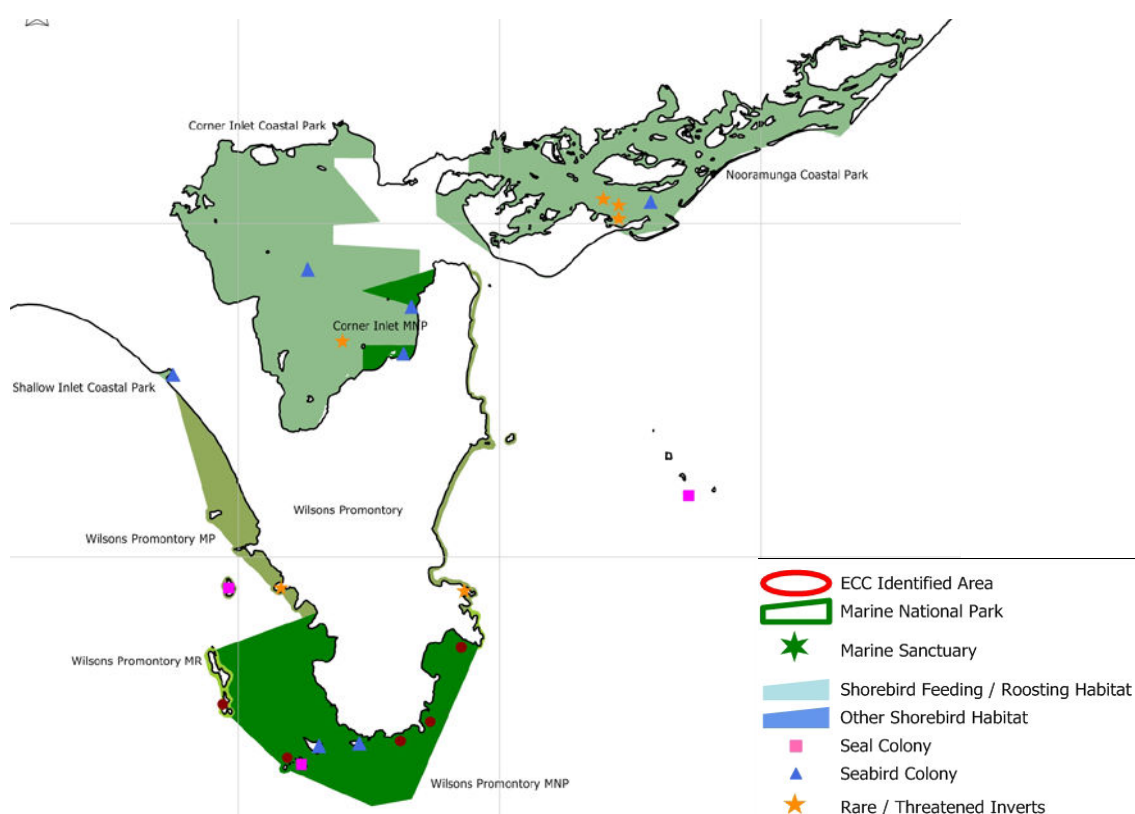 Corner Inlet Coastal Park
Nooramunga Coastal Park
Corner Inlet MNP
Shallow Inlet Coastal Park
Wilsons Promontory
Wilsons Promontory MP
Wilsons Promontory MR
Wilsons Promontory MNP
ECC Identified Area
Marine National Park
Marine Sanctuary
Shorebird Feeding / Roosting Habitat
Other Shorebird Habitat
Seal Colony
Seabird Colony
Rare / Threatened Inverts